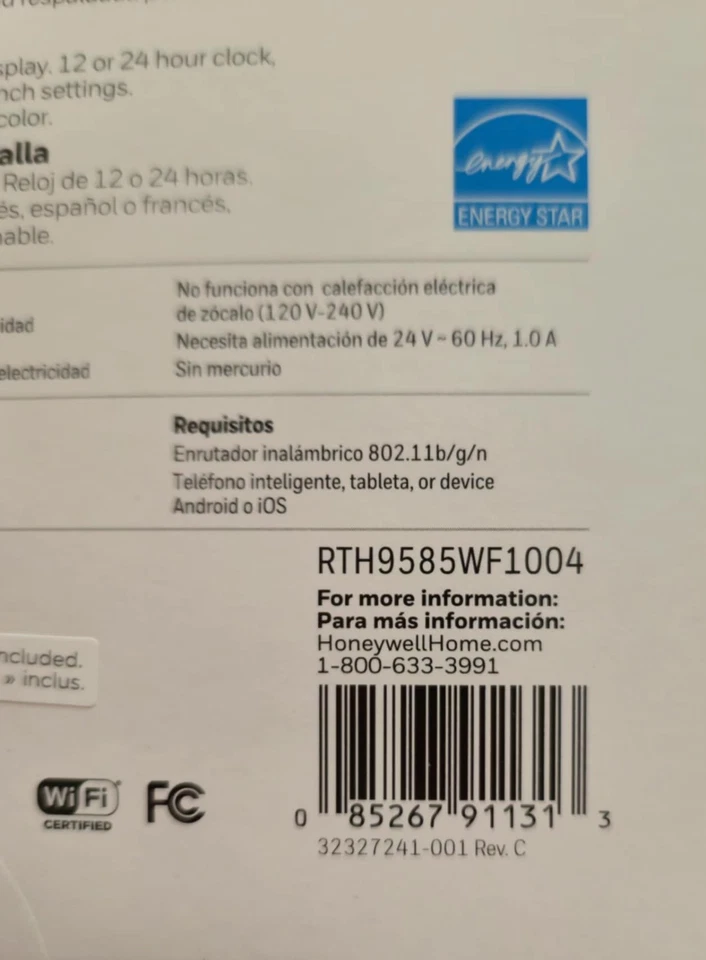 splay. 12 or 24 hour clock,
nch settings.
color.
alla
Reloj de 12 o 24 horas.
és, español o francés,
nable.
energy
ENERGY STAR
No funciona con calefacción eléctrica
de zócalo (120 V-240 V)
idad
Necesita alimentación de 24 V ~ 60 Hz, 1.0 A
electricidad
Sin mercurio
Requisitos
Enrutador inalámbrico 802.11b/g/n
Teléfono inteligente, tableta, or device
Android o iOS
RTH9585WF1004
For more information:
Para más información:
HoneywellHome.com
1-800-633-3991
ncluded.
» inclus.
Wi Fi
CERTIFIED
FC
0 85267 91131 3
32327241-001 Rev. C